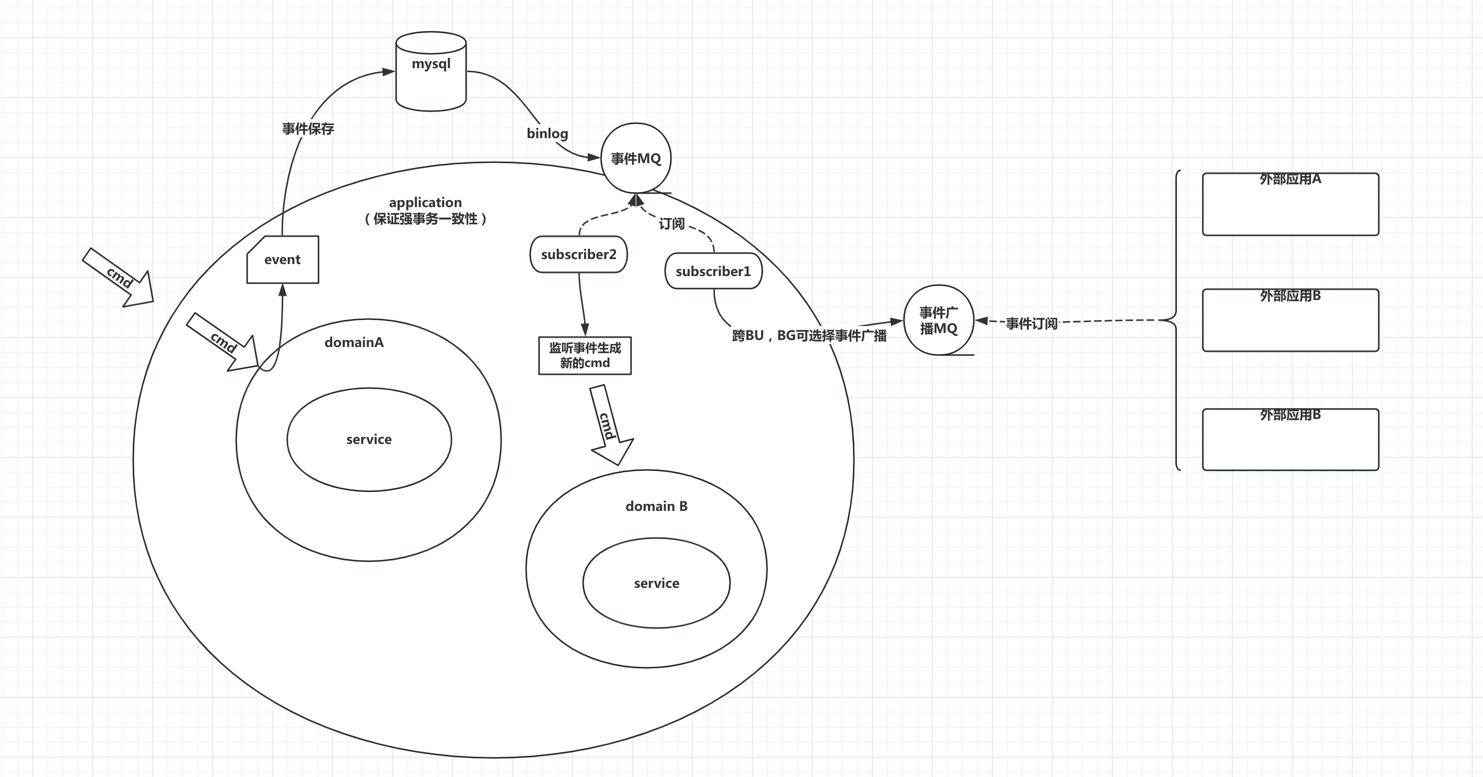 mysql
事件保存
binlog
事件MQ
application
（保证强事务一致性）
订阅
event
subscriber2
subscriber1
cmd
cmd
domainA
service
监听事件生成
新的cmd
cmd
domain B
service
跨BU，BG可选择事件广播
事件广
播MQ
事件订阅
外部应用A
外部应用B
外部应用B